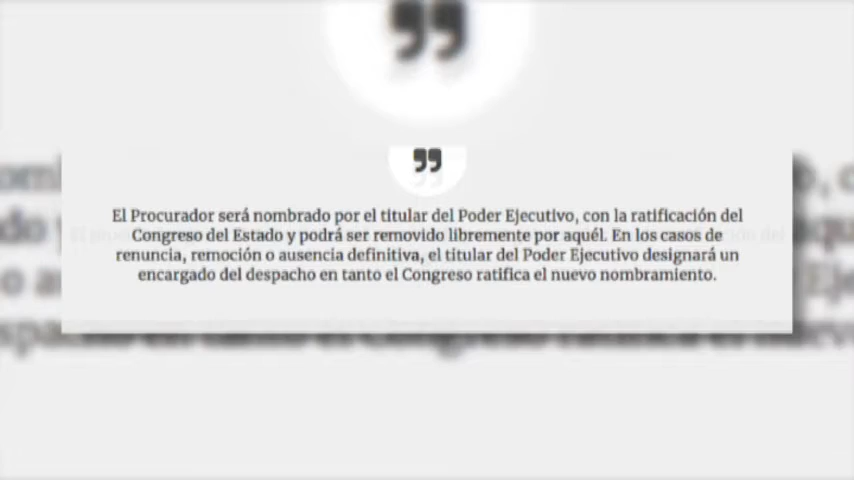 El Procurador será nombrado por el titular del Poder Ejecutivo, con la ratificación del
Congreso del Estado y podrá ser removido libremente por aquél. En los casos de
renuncia, remoción o ausencia definitiva, el titular del Poder Ejecutivo designará un
encargado del despacho en tanto el Congreso ratifica el nuevo nombramiento.